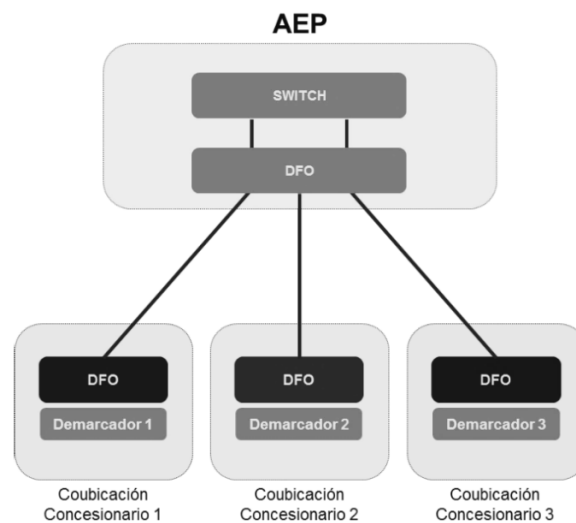 AEP
SWITCH
DFO
DFO
DFO
DFO
Demarcador 1
Demarcador 2
Demarcador 3
Coubicación
Concesionario 1
Coubicación
Concesionario 2
Coubicación
Concesionario 3